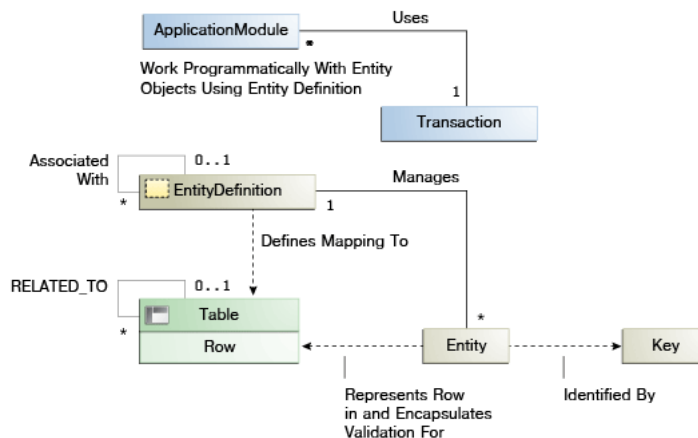 Uses
ApplicationModule
*
Work Programmatically With Entity
Objects Using Entity Definition
1
Transaction
Associated
With
0..1
EntityDefinition
*
1
Manages
Defines Mapping To
RELATED_TO
0..1
Table
*
Row
*
Entity
Key
Represents Row
in and Encapsulates
Validation For
Identified By